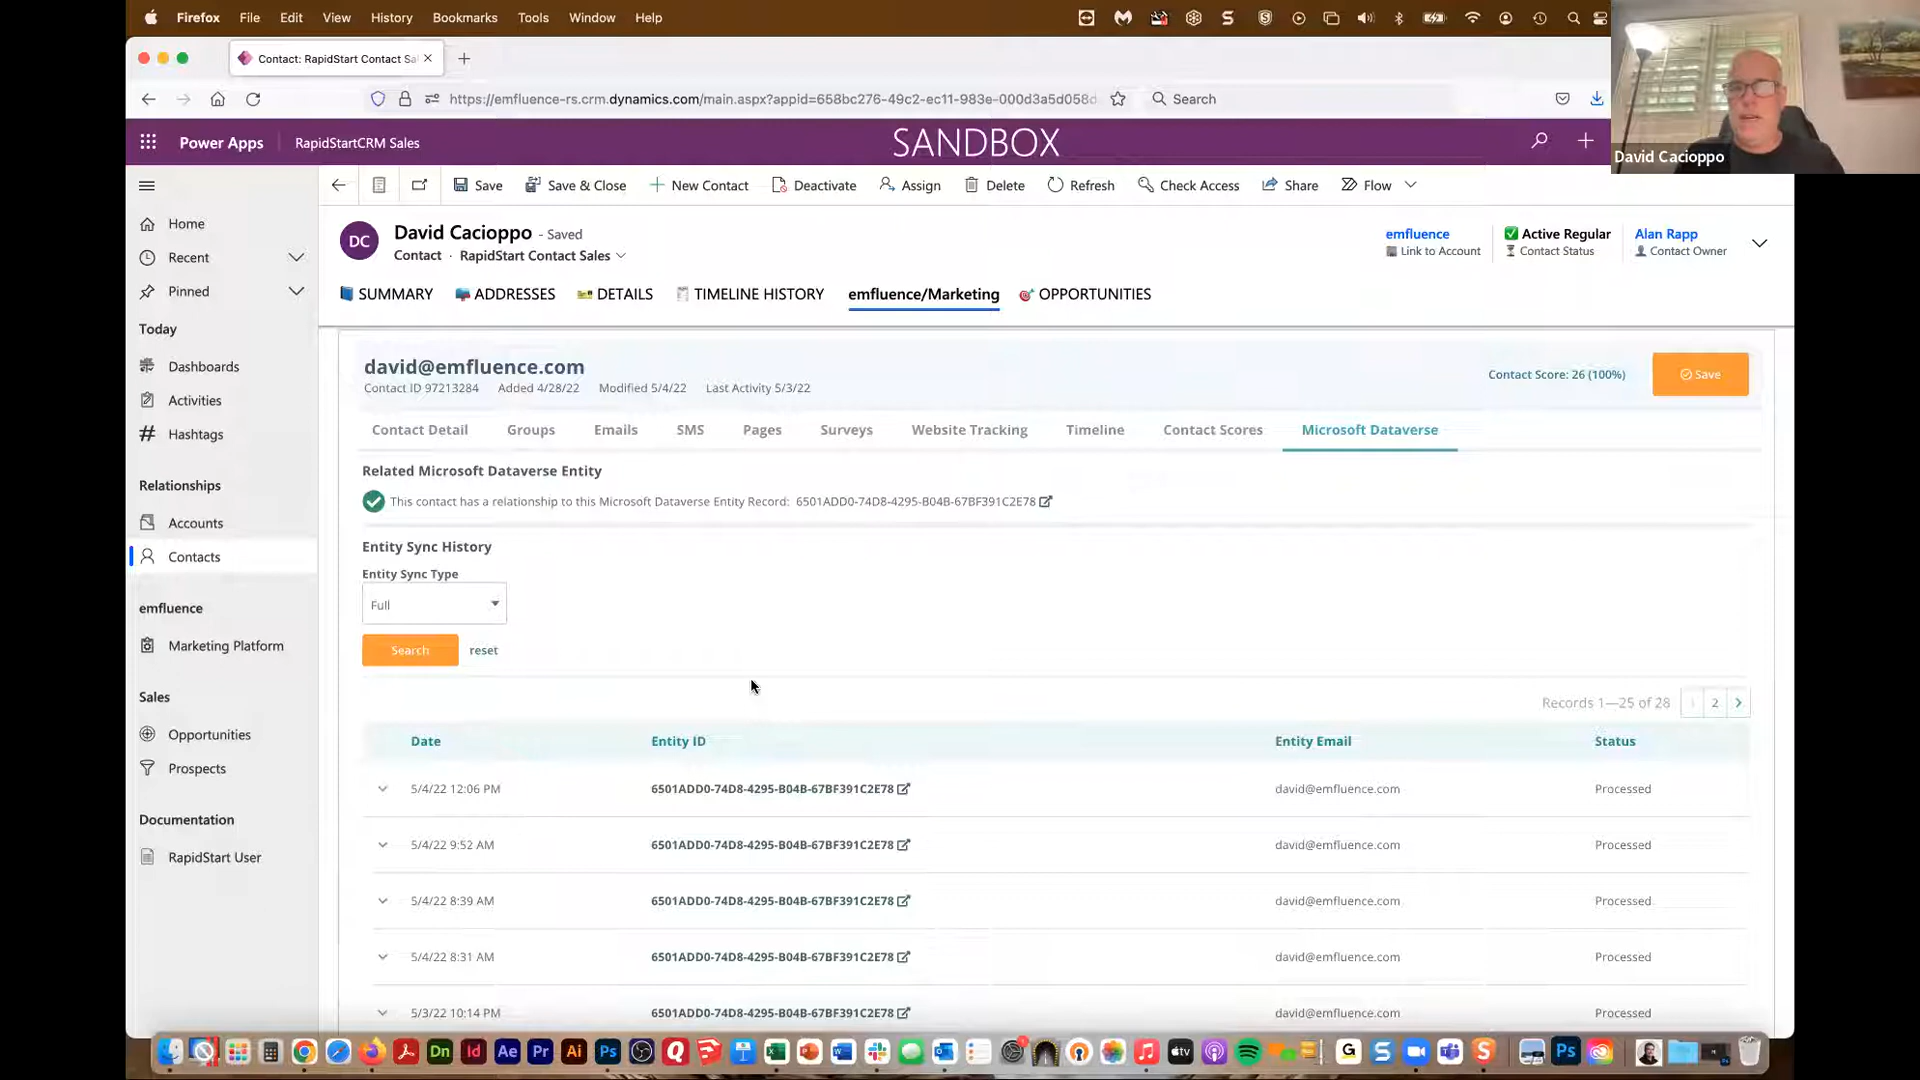 Firefox File Edit View History Bookmarks Tools Window Help
Contact: RapidStart Contact Sa
https://emfluence-rs.crm.dynamics.com/main.aspx?appid=658bc276-49c2-ec11-983e-000d3a5d058d
Search
Power Apps RapidStartCRM Sales
SANDBOX
David Cacioppo
Save Save & Close New Contact Deactivate Assign Delete Refresh Check Access Share Flow
Home
Recent
Pinned
Today
Dashboards
Activities
Hashtags
Relationships
Accounts
Contacts
emfluence
Marketing Platform
Sales
Opportunities
Prospects
Documentation
RapidStart User
DC
David Cacioppo - Saved
Contact · RapidStart Contact Sales
emfluence
Link to Account
Active Regular
Contact Status
Alan Rapp
Contact Owner
SUMMARY ADDRESSES DETAILS TIMELINE HISTORY emfluence/Marketing OPPORTUNITIES
david@emfluence.com
Contact ID 97213284 Added 4/28/22 Modified 5/4/22 Last Activity 5/3/22
Contact Score: 26 (100%)
Save
Contact Detail Groups Emails SMS Pages Surveys Website Tracking Timeline Contact Scores Microsoft Dataverse
Related Microsoft Dataverse Entity
This contact has a relationship to this Microsoft Dataverse Entity Record: 6501ADD0-74D8-4295-B04B-67BF391C2E78
Entity Sync History
Entity Sync Type
Full
Search reset
Records 1—25 of 28 1 2
Date Entity ID Entity Email Status
5/4/22 12:06 PM 6501ADD0-74D8-4295-B04B-67BF391C2E78 david@emfluence.com Processed
5/4/22 9:52 AM 6501ADD0-74D8-4295-B04B-67BF391C2E78 david@emfluence.com Processed
5/4/22 8:39 AM 6501ADD0-74D8-4295-B04B-67BF391C2E78 david@emfluence.com Processed
5/4/22 8:31 AM 6501ADD0-74D8-4295-B04B-67BF391C2E78 david@emfluence.com Processed
5/3/22 10:14 PM 6501ADD0-74D8-4295-B04B-67BF391C2E78 david@emfluence.com Processed
Dn Id Ae Pr Ai Ps tv G S S Ps